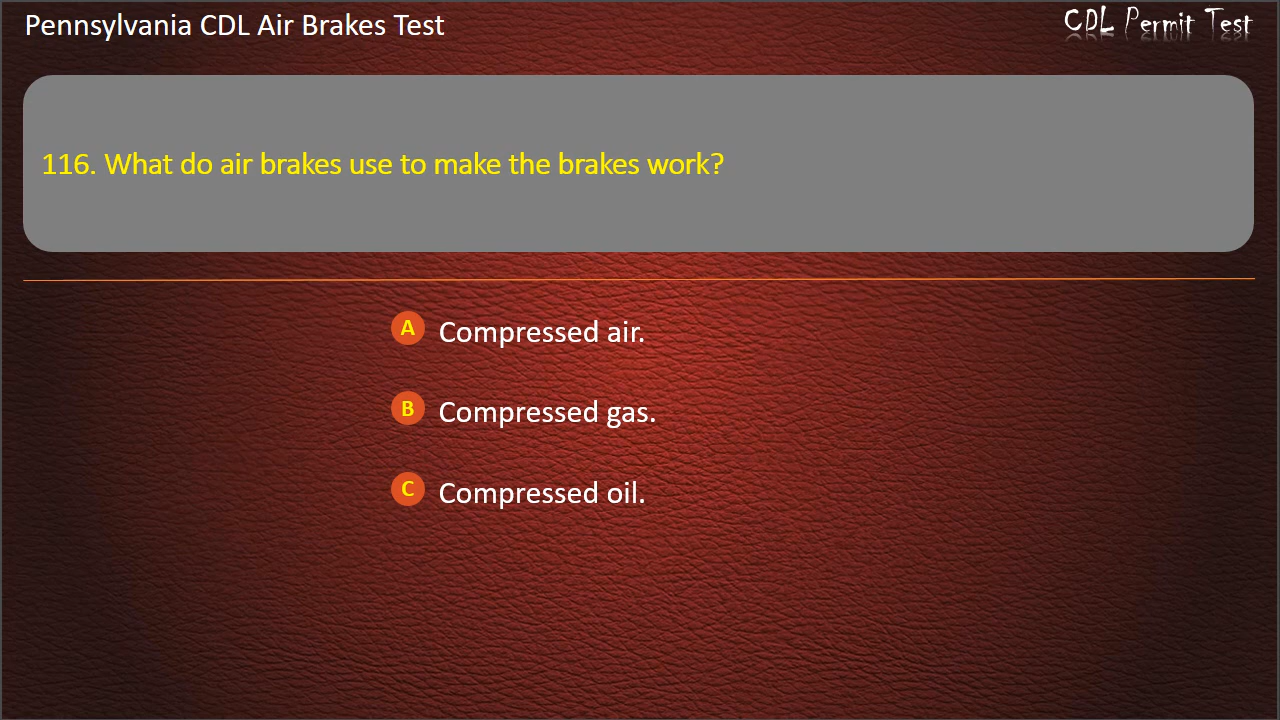 Pennsylvania CDL Air Brakes Test
CDL Permit Test
116. What do air brakes use to make the brakes work?
A Compressed air.
B Compressed gas.
C Compressed oil.